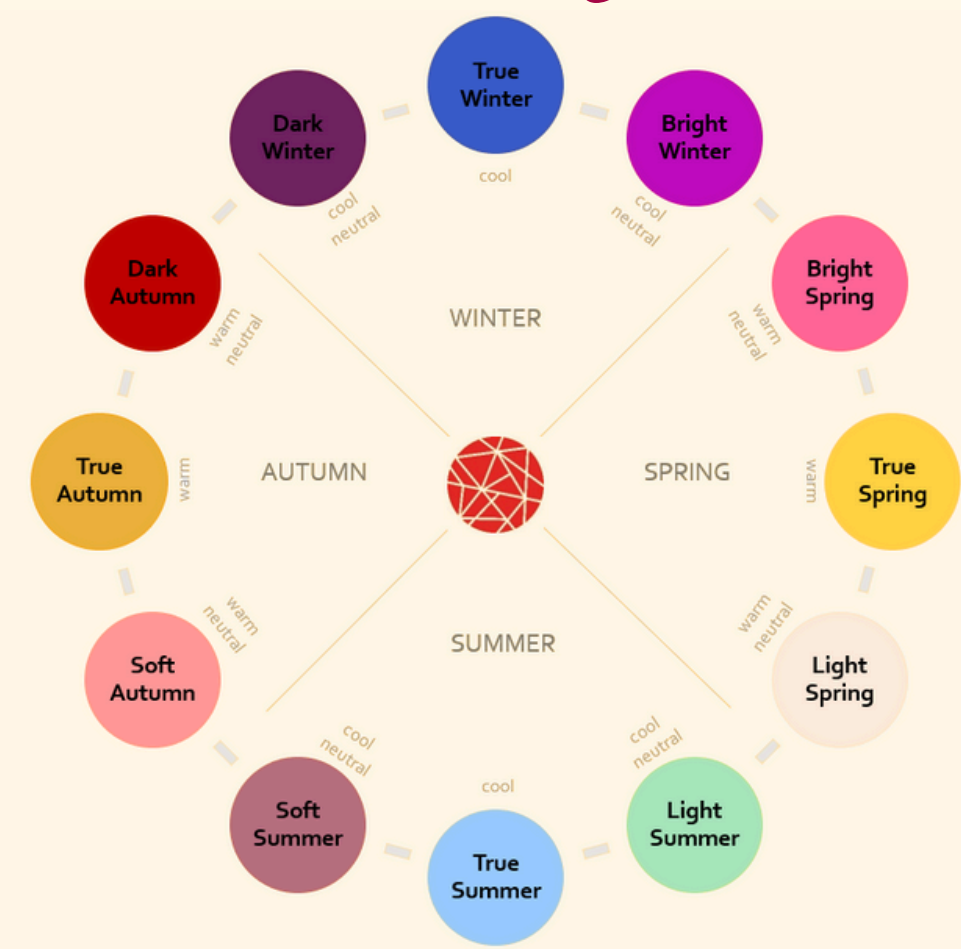 True
Winter
Dark
Winter
Bright
Winter
cool
cool
neutral
cool
neutral
Dark
Autumn
Bright
Spring
warm
neutral
WINTER
warm
neutral
True
Autumn
warm
AUTUMN
SPRING
warm
True
Spring
warm
neutral
SUMMER
warm
neutral
Soft
Autumn
Light
Spring
cool
neutral
cool
neutral
Soft
Summer
cool
Light
Summer
True
Summer